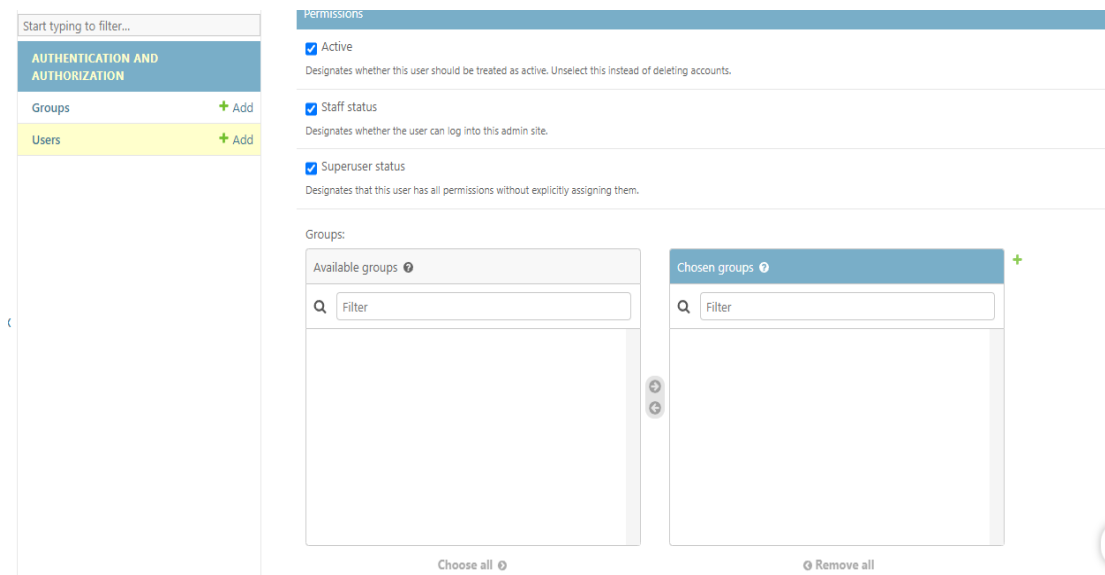 Start typing to filter...
AUTHENTICATION AND
AUTHORIZATION
Groups + Add
Users + Add
Permissions
Active
Designates whether this user should be treated as active. Unselect this instead of deleting accounts.
Staff status
Designates whether the user can log into this admin site.
Superuser status
Designates that this user has all permissions without explicitly assigning them.
Groups:
Available groups ?
Filter
Choose all
Chosen groups ?
Filter
Remove all